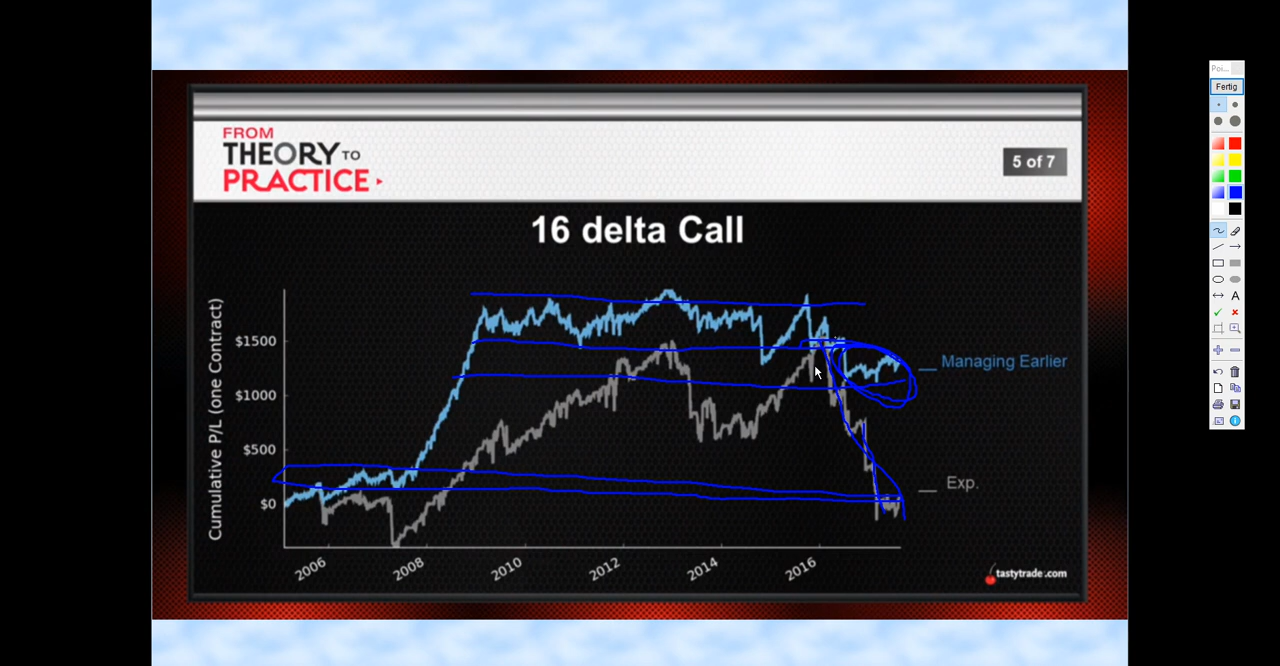 FROM
THEORY TO
PRACTICE
5 of 7
16 delta Call
Cumulative P/L (one Contract)
$1500
$1000
$500
$0
2006
2008
2010
2012
2014
2016
Managing Earlier
Exp.
tastytrade.com
Poi...
Fertig
A